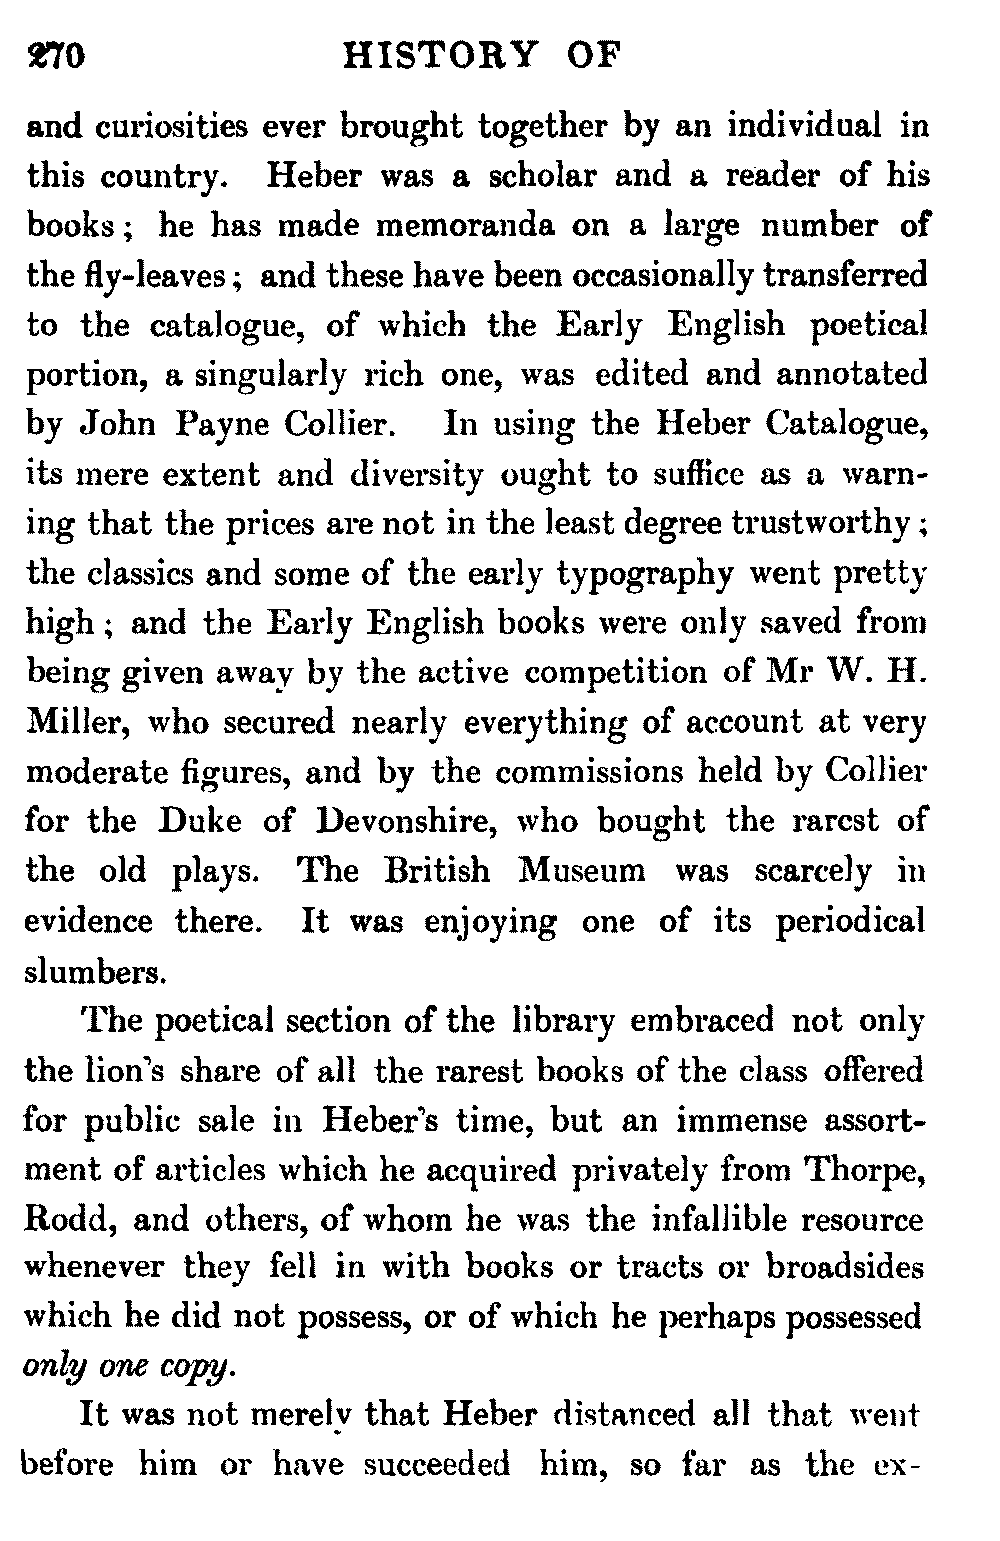 270 HISTORY OF
and curiosities ever brought together by an individual in
this country. Heber was a scholar and a reader of his
books ; he has made memoranda on a large number of
the fly-leaves ; and these have been occasionally transferred
to the catalogue, of which the Early English poetical
portion, a singularly rich one, was edited and annotated
by John Payne Collier. In using the Heber Catalogue,
its mere extent and diversity ought to suffice as a warn-
ing that the prices are not in the least degree trustworthy ;
the classics and some of the early typography went pretty
high ; and the Early English books were only saved from
being given away by the active competition of Mr W. H.
Miller, who secured nearly everything of account at very
moderate figures, and by the commissions held by Collier
for the Duke of Devonshire, who bought the rarest of
the old plays. The British Museum was scarcely in
evidence there. It was enjoying one of its periodical
slumbers.
The poetical section of the library embraced not only
the lion's share of all the rarest books of the class offered
for public sale in Heber's time, but an immense assort-
ment of articles which he acquired privately from Thorpe,
Rodd, and others, of whom he was the infallible resource
whenever they fell in with books or tracts or broadsides
which he did not possess, or of which he perhaps possessed
only one copy.
It was not merely that Heber distanced all that went
before him or have succeeded him, so far as the ex-